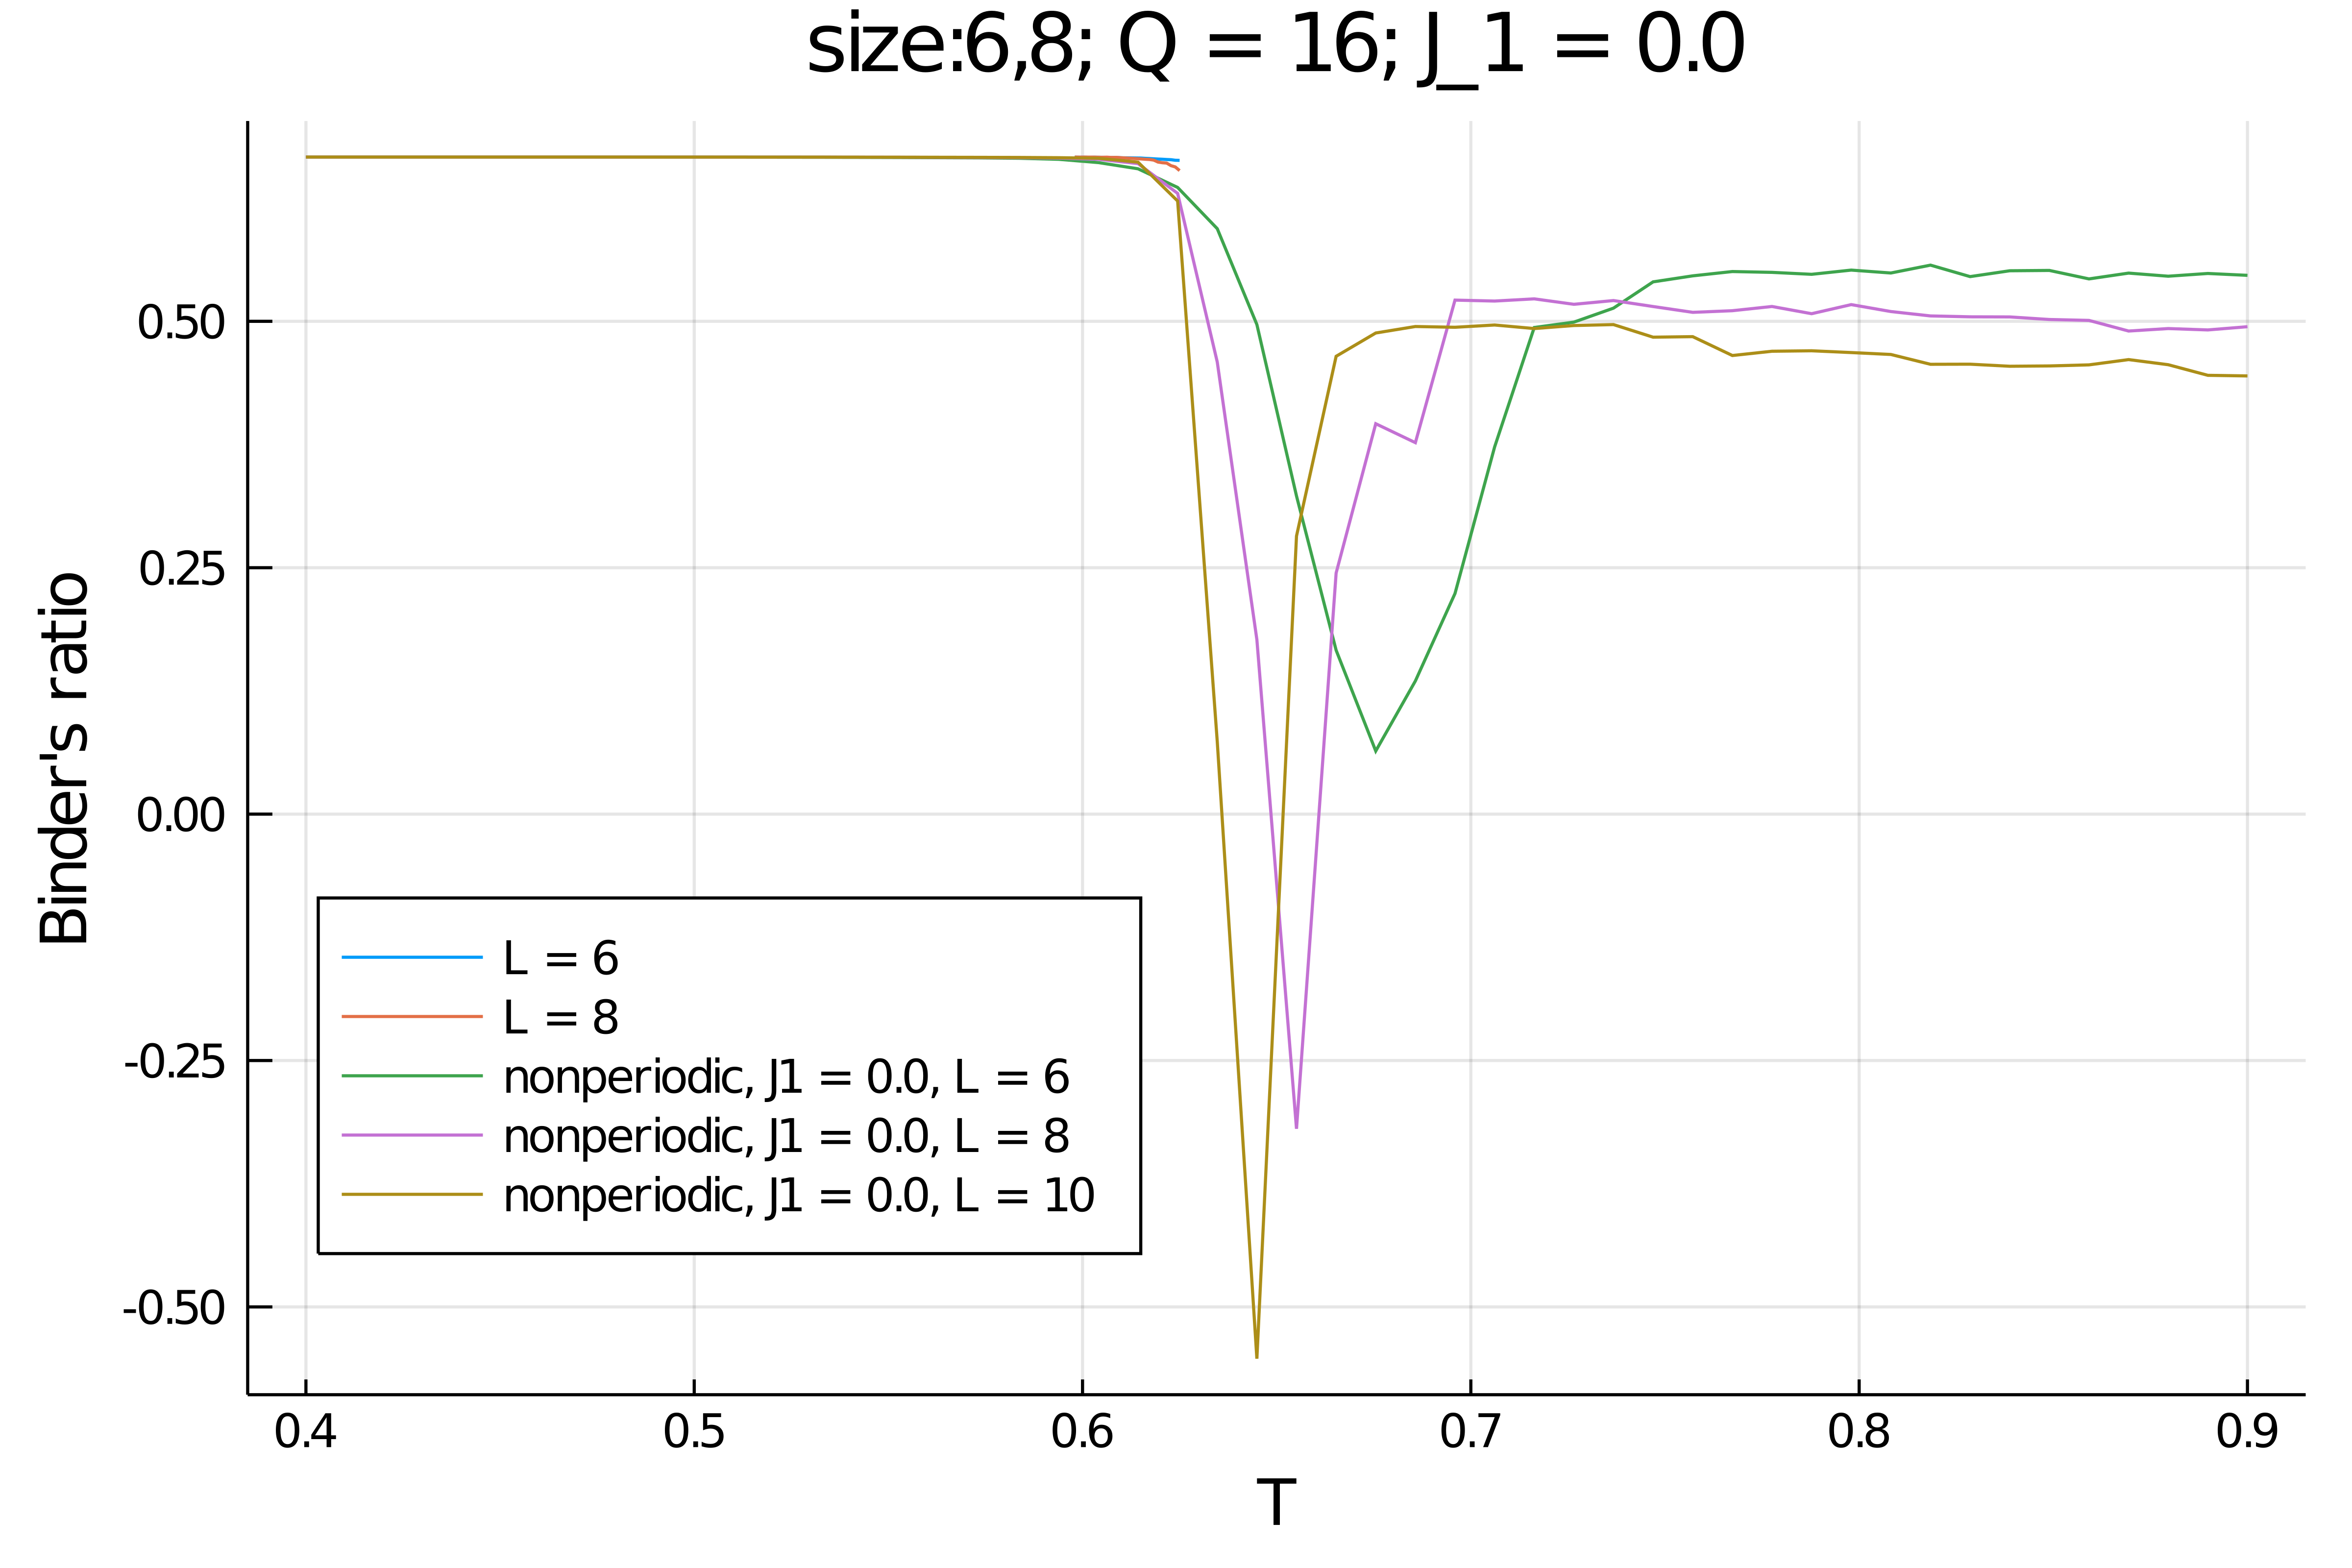 size:6,8; Q = 16; J_1 = 0.0
Binder's ratio
0.50
0.25
0.00
-0.25
-0.50
L = 6
L = 8
nonperiodic, J1 = 0.0, L = 6
nonperiodic, J1 = 0.0, L = 8
nonperiodic, J1 = 0.0, L = 10
0.4 0.5 0.6 0.7 0.8 0.9
T